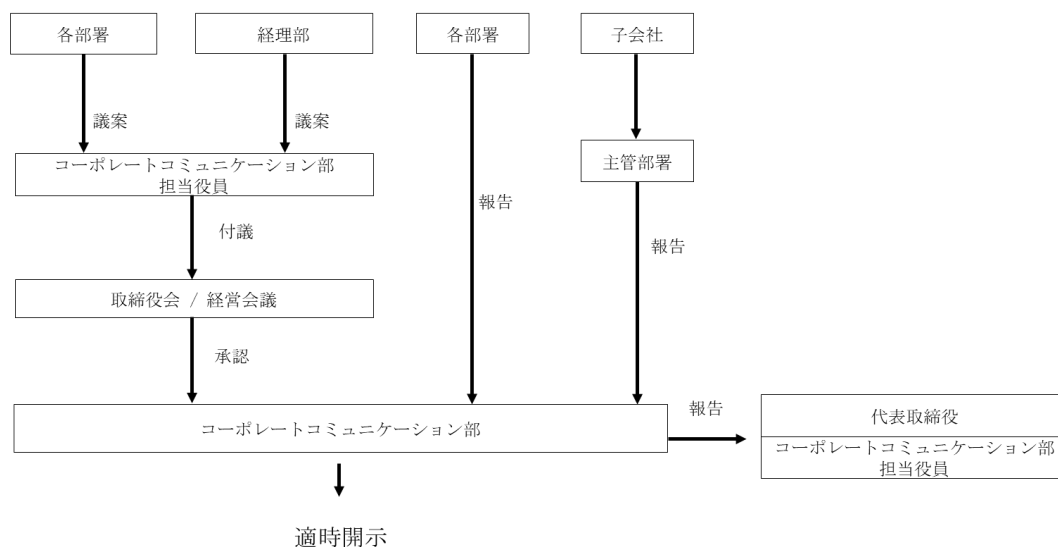 各部署
経理部
各部署
子会社
議案
議案
コーポレートコミュニケーション部
担当役員
主管部署
報告
付議
報告
取締役会 / 経営会議
承認
報告
代表取締役
コーポレートコミュニケーション部
コーポレートコミュニケーション部
担当役員
適時開示